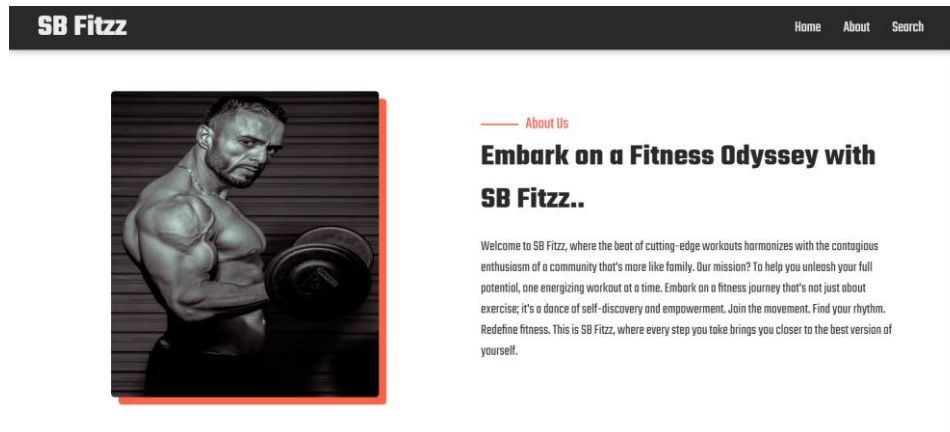 SB Fitzz
Home About Search
About Us
Embark on a Fitness Odyssey with
SB Fitzz..
Welcome to SB Fitzz, where the beat of cutting-edge workouts harmonizes with the contagious
enthusiasm of a community that's more like family. Our mission? To help you unleash your full
potential, one energizing workout at a time. Embark on a fitness journey that's not just about
exercise; it's a dance of self-discovery and empowerment. Join the movement. Find your rhythm.
Redefine fitness. This is SB Fitzz, where every step you take brings you closer to the best version of
yourself.